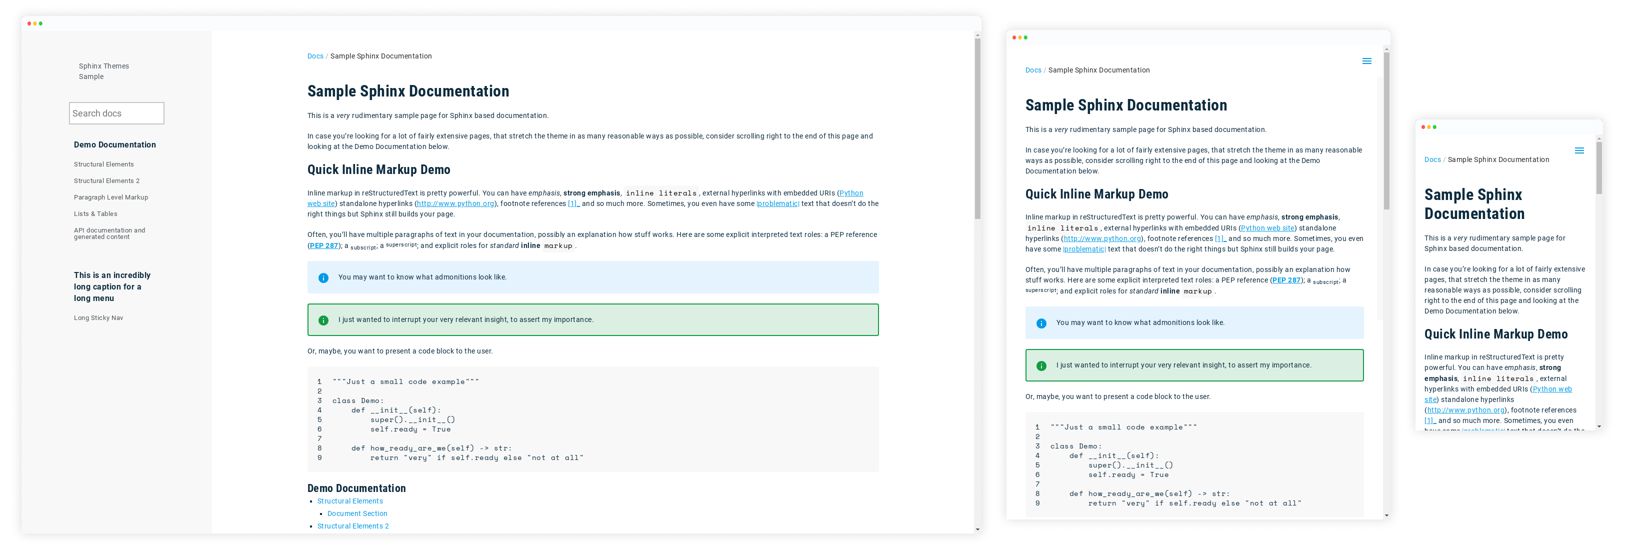 Sphinx Themes
Sample
Search docs
Demo Documentation
Structural Elements
Structural Elements 2
Paragraph Level Markup
Lists & Tables
API documentation and
generated content
This is an incredibly
long caption for a
long menu
Long Sticky Nav
Docs / Sample Sphinx Documentation
Sample Sphinx Documentation
This is a very rudimentary sample page for Sphinx based documentation.
In case you're looking for a lot of fairly extensive pages, that stretch the theme in as many reasonable ways as possible, consider scrolling right to the end of this page and
looking at the Demo Documentation below.
Quick Inline Markup Demo
Inline markup in reStructuredText is pretty powerful. You can have emphasis, strong emphasis, inline literals, external hyperlinks with embedded URIs (Python
web site) standalone hyperlinks (http://www.python.org), footnote references [1]_ and so much more. Sometimes, you even have some |problematic| text that doesn't do the
right things but Sphinx still builds your page.
Often, you'll have multiple paragraphs of text in your documentation, possibly an explanation how stuff works. Here are some explicit interpreted text roles: a PEP reference
(PEP 287); a subscript; a superscript; and explicit roles for standard inline markup.
You may want to know what admonitions look like.
I just wanted to interrupt your very relevant insight, to assert my importance.
Or, maybe, you want to present a code block to the user.
1 """Just a small code example"""
2
3 class Demo:
4     def __init__(self):
5         super().__init__()
6         self.ready = True
7
8     def how_ready_are_we(self) -> str:
9         return "very" if self.ready else "not at all"
Demo Documentation
Structural Elements
Document Section
Structural Elements 2
Docs / Sample Sphinx Documentation
Sample Sphinx Documentation
This is a very rudimentary sample page for Sphinx based documentation.
In case you're looking for a lot of fairly extensive pages, that stretch the theme in as many reasonable
ways as possible, consider scrolling right to the end of this page and looking at the Demo
Documentation below.
Quick Inline Markup Demo
Inline markup in reStructuredText is pretty powerful. You can have emphasis, strong emphasis,
inline literals, external hyperlinks with embedded URIs (Python web site) standalone
hyperlinks (http://www.python.org), footnote references [1]_ and so much more. Sometimes, you even
have some |problematic| text that doesn't do the right things but Sphinx still builds your page.
Often, you'll have multiple paragraphs of text in your documentation, possibly an explanation how
stuff works. Here are some explicit interpreted text roles: a PEP reference (PEP 287); a subscript; a
superscript; and explicit roles for standard inline markup.
You may want to know what admonitions look like.
I just wanted to interrupt your very relevant insight, to assert my importance.
Or, maybe, you want to present a code block to the user.
1 """Just a small code example"""
2
3 class Demo:
4     def __init__(self):
5         super().__init__()
6         self.ready = True
7
8     def how_ready_are_we(self) -> str:
9         return "very" if self.ready else "not at all"
Docs / Sample Sphinx Documentation
Sample Sphinx
Documentation
This is a very rudimentary sample page for
Sphinx based documentation.
In case you're looking for a lot of fairly extensive
pages, that stretch the theme in as many
reasonable ways as possible, consider scrolling
right to the end of this page and looking at the
Demo Documentation below.
Quick Inline Markup Demo
Inline markup in reStructuredText is pretty
powerful. You can have emphasis, strong
emphasis, inline literals, external
hyperlinks with embedded URIs (Python web
site) standalone hyperlinks
(http://www.python.org), footnote references
[1]_ and so much more. Sometimes, you even
have some |problematic| text that doesn't do the